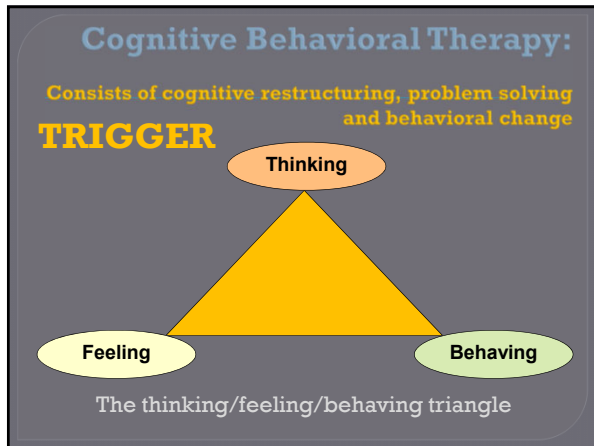 Cognitive Behavioral Therapy:
Consists of cognitive restructuring, problem solving
and behavioral change
TRIGGER
Thinking
Feeling
Behaving
The thinking/feeling/behaving triangle